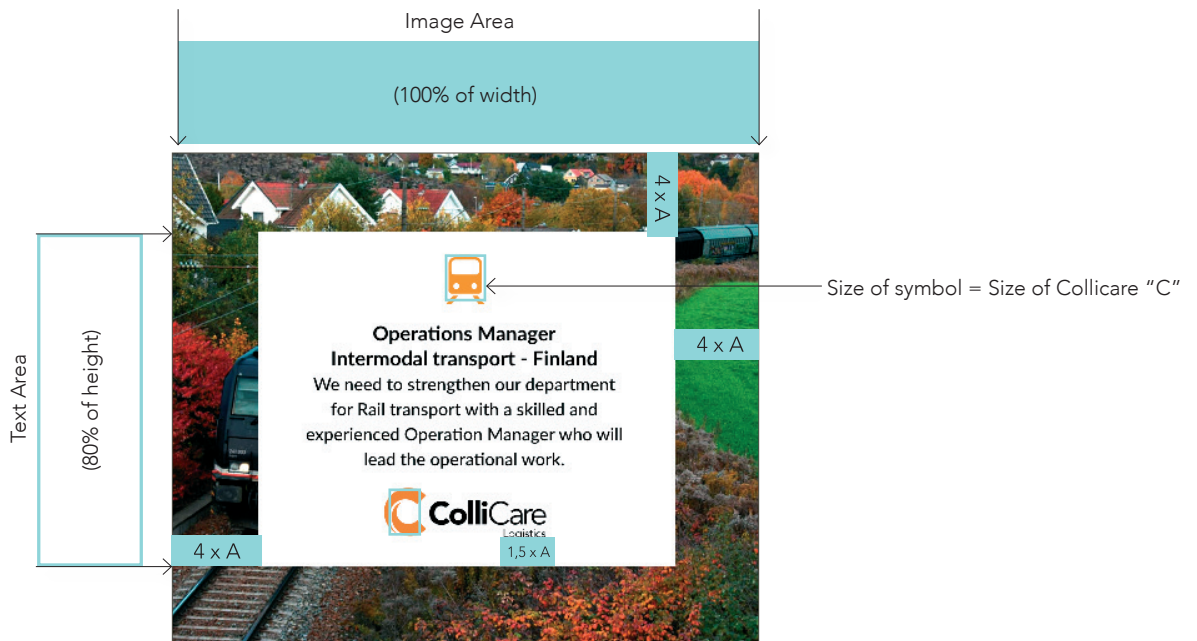 Image Area
(100% of width)
4 x A
Size of symbol = Size of Collicare “C”
Operations Manager
Intermodal transport - Finland
We need to strengthen our department
for Rail transport with a skilled and
experienced Operation Manager who will
lead the operational work.
4 x A
Text Area
(80% of height)
ColliCare
Logistics
4 x A
1,5 x A